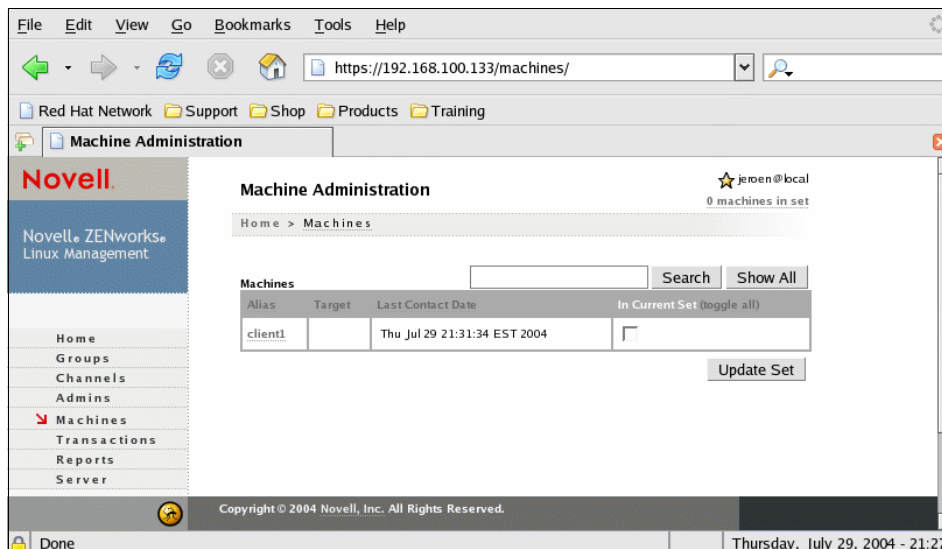 File Edit View Go Bookmarks Tools Help
https://192.168.100.133/machines/
Red Hat Network Support Shop Products Training
Machine Administration
Novell.
Novell® ZENworks®
Linux Management
Home
Groups
Channels
Admins
Machines
Transactions
Reports
Server
Machine Administration
jeroen@local
0 machines in set
Home > Machines
Machines
Search Show All
Alias Target Last Contact Date In Current Set (toggle all)
client1 Thu Jul 29 21:31:34 EST 2004
Update Set
Copyright © 2004 Novell, Inc. All Rights Reserved.
Done
Thursday, July 29, 2004 - 21:27